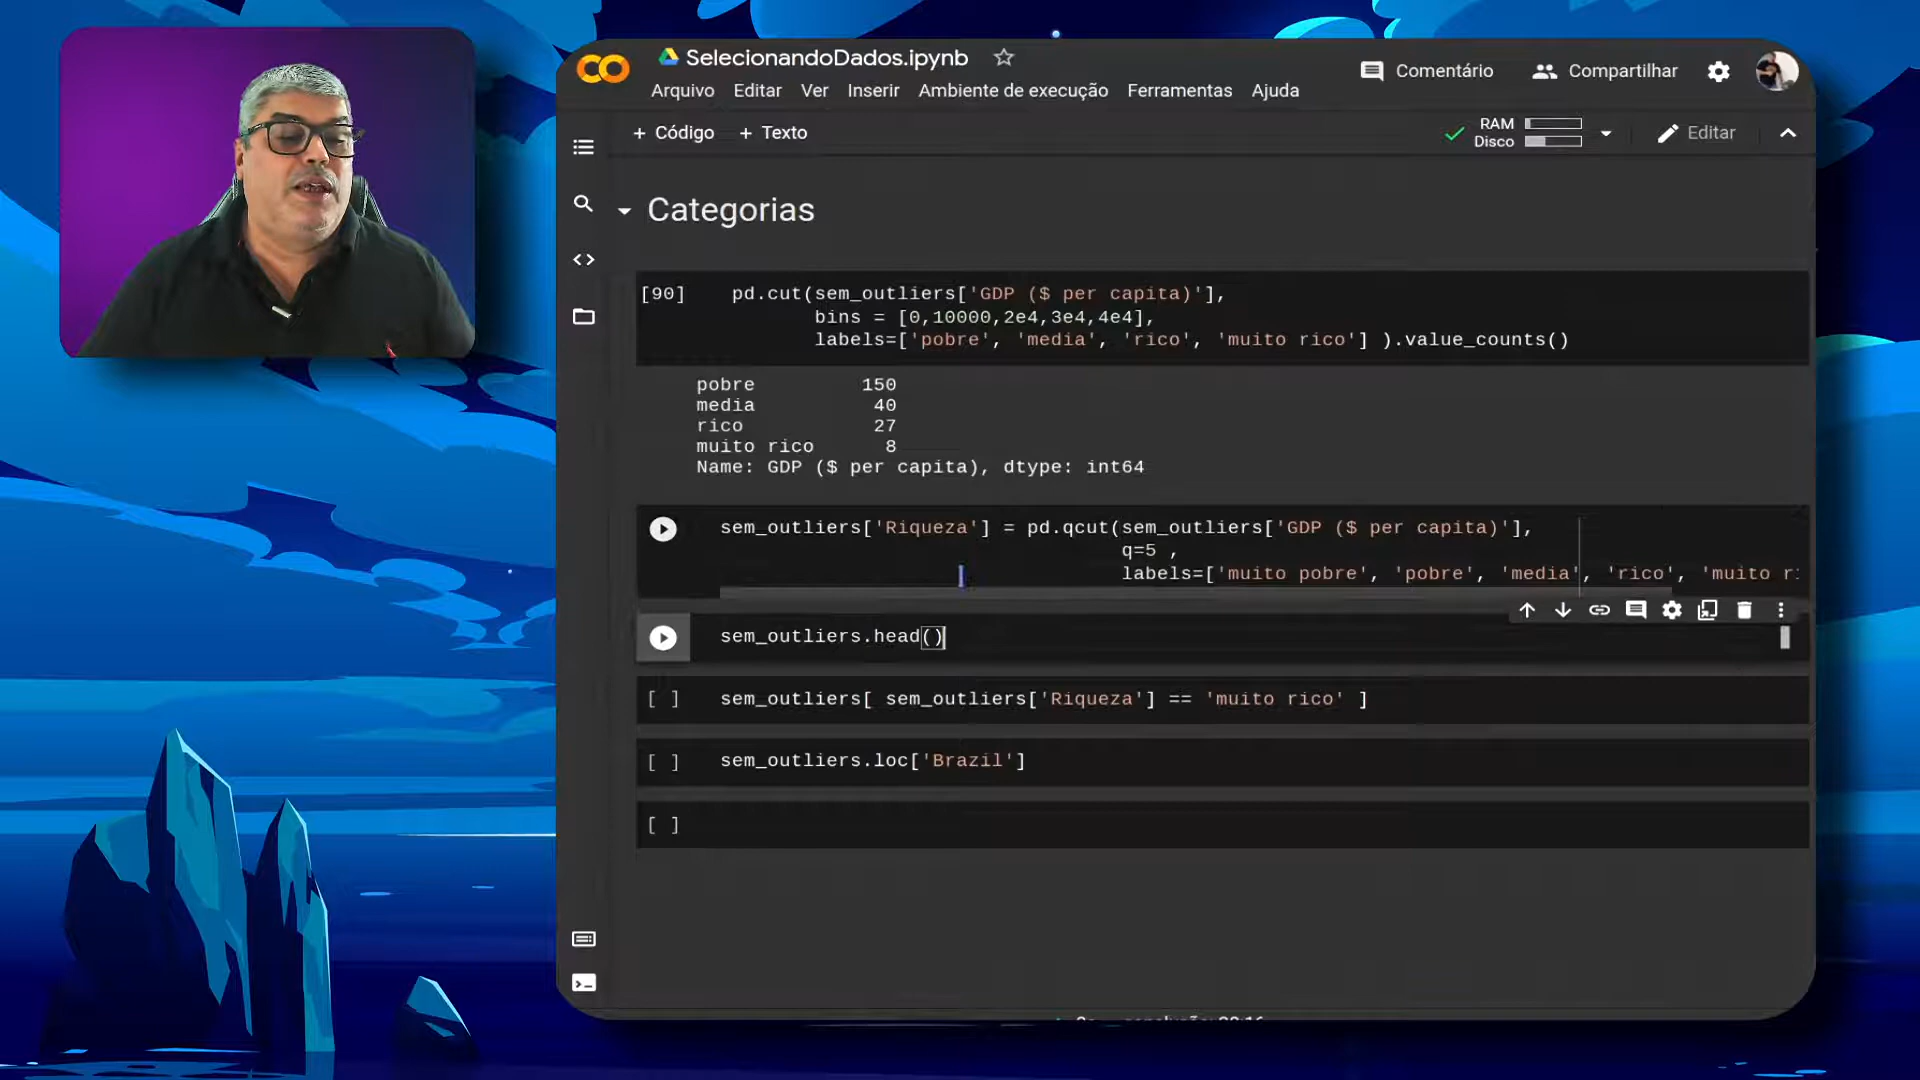 SelecionandoDados.ipynb
Comentário
Compartilhar
Arquivo Editar Ver Inserir Ambiente de execução Ferramentas Ajuda
+ Código + Texto
RAM
Disco
Editar
Categorias
[90] pd.cut(sem_outliers['GDP ($ per capita)'],
bins = [0,10000,2e4,3e4,4e4],
labels=['pobre', 'media', 'rico', 'muito rico'] ).value_counts()
pobre 150
media 40
rico 27
muito rico 8
Name: GDP ($ per capita), dtype: int64
sem_outliers['Riqueza'] = pd.qcut(sem_outliers['GDP ($ per capita)'],
q=5 ,
labels=['muito pobre', 'pobre', 'media', 'rico', 'muito ri
sem_outliers.head()
[ ] sem_outliers[ sem_outliers['Riqueza'] == 'muito rico' ]
[ ] sem_outliers.loc['Brazil']
[ ]